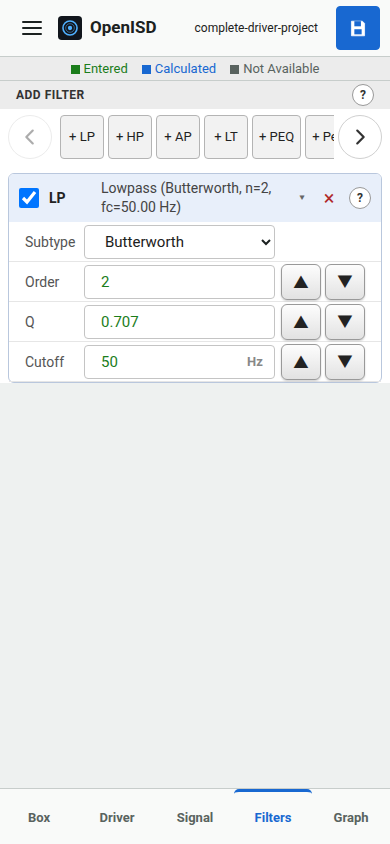 OpenISD
complete-driver-project
Entered Calculated Not Available
ADD FILTER ?
+ LP + HP + AP + LT + PEQ + Pe
LP Lowpass (Butterworth, n=2, fc=50.00 Hz) ▾ × ?
Subtype Butterworth
Order 2 ▲ ▼
Q 0.707 ▲ ▼
Cutoff 50 Hz ▲ ▼
Box Driver Signal Filters Graph